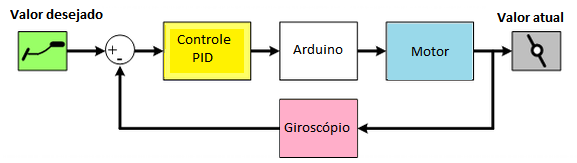 Valor desejado
Valor atual
+
-
Controle
PID
Arduino
Motor
Giroscópio